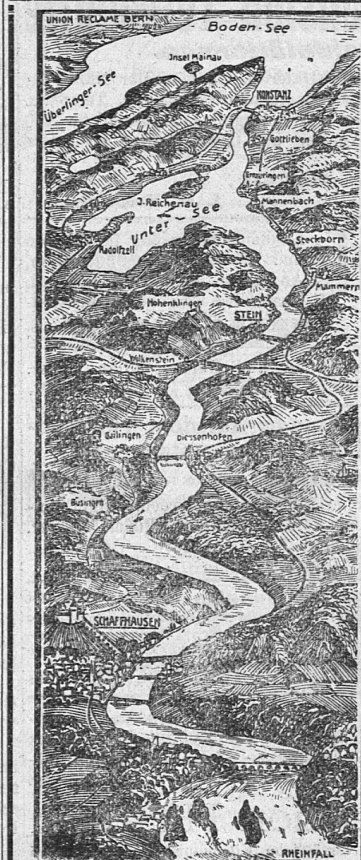 UNION RECLAME BERN
Boden-See
Insel Mainau
Überlinger-See
KONSTANZ
Gottlieben
Ermatingen
J. Reichenau
Mannenbach
Unter-See
Radolfzell
Steckborn
Mammern
Hohenklingen
STEIN
Wolkenstein
Gailingen
Diessenhofen
Büsingen
SCHAFFHAUSEN
RHEINFALL